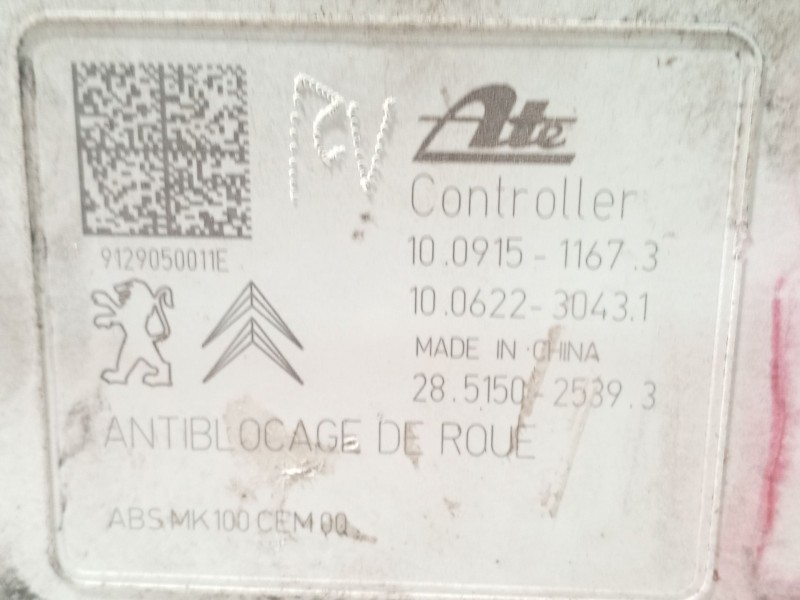 RV
Ate
Controller
9129050011E
10.0915-1167.3
10.0622-3043.1
MADE IN CHINA
28.5150-2539.3
ANTIBLOCAGE DE ROUE
ABS MK100 CEM 00